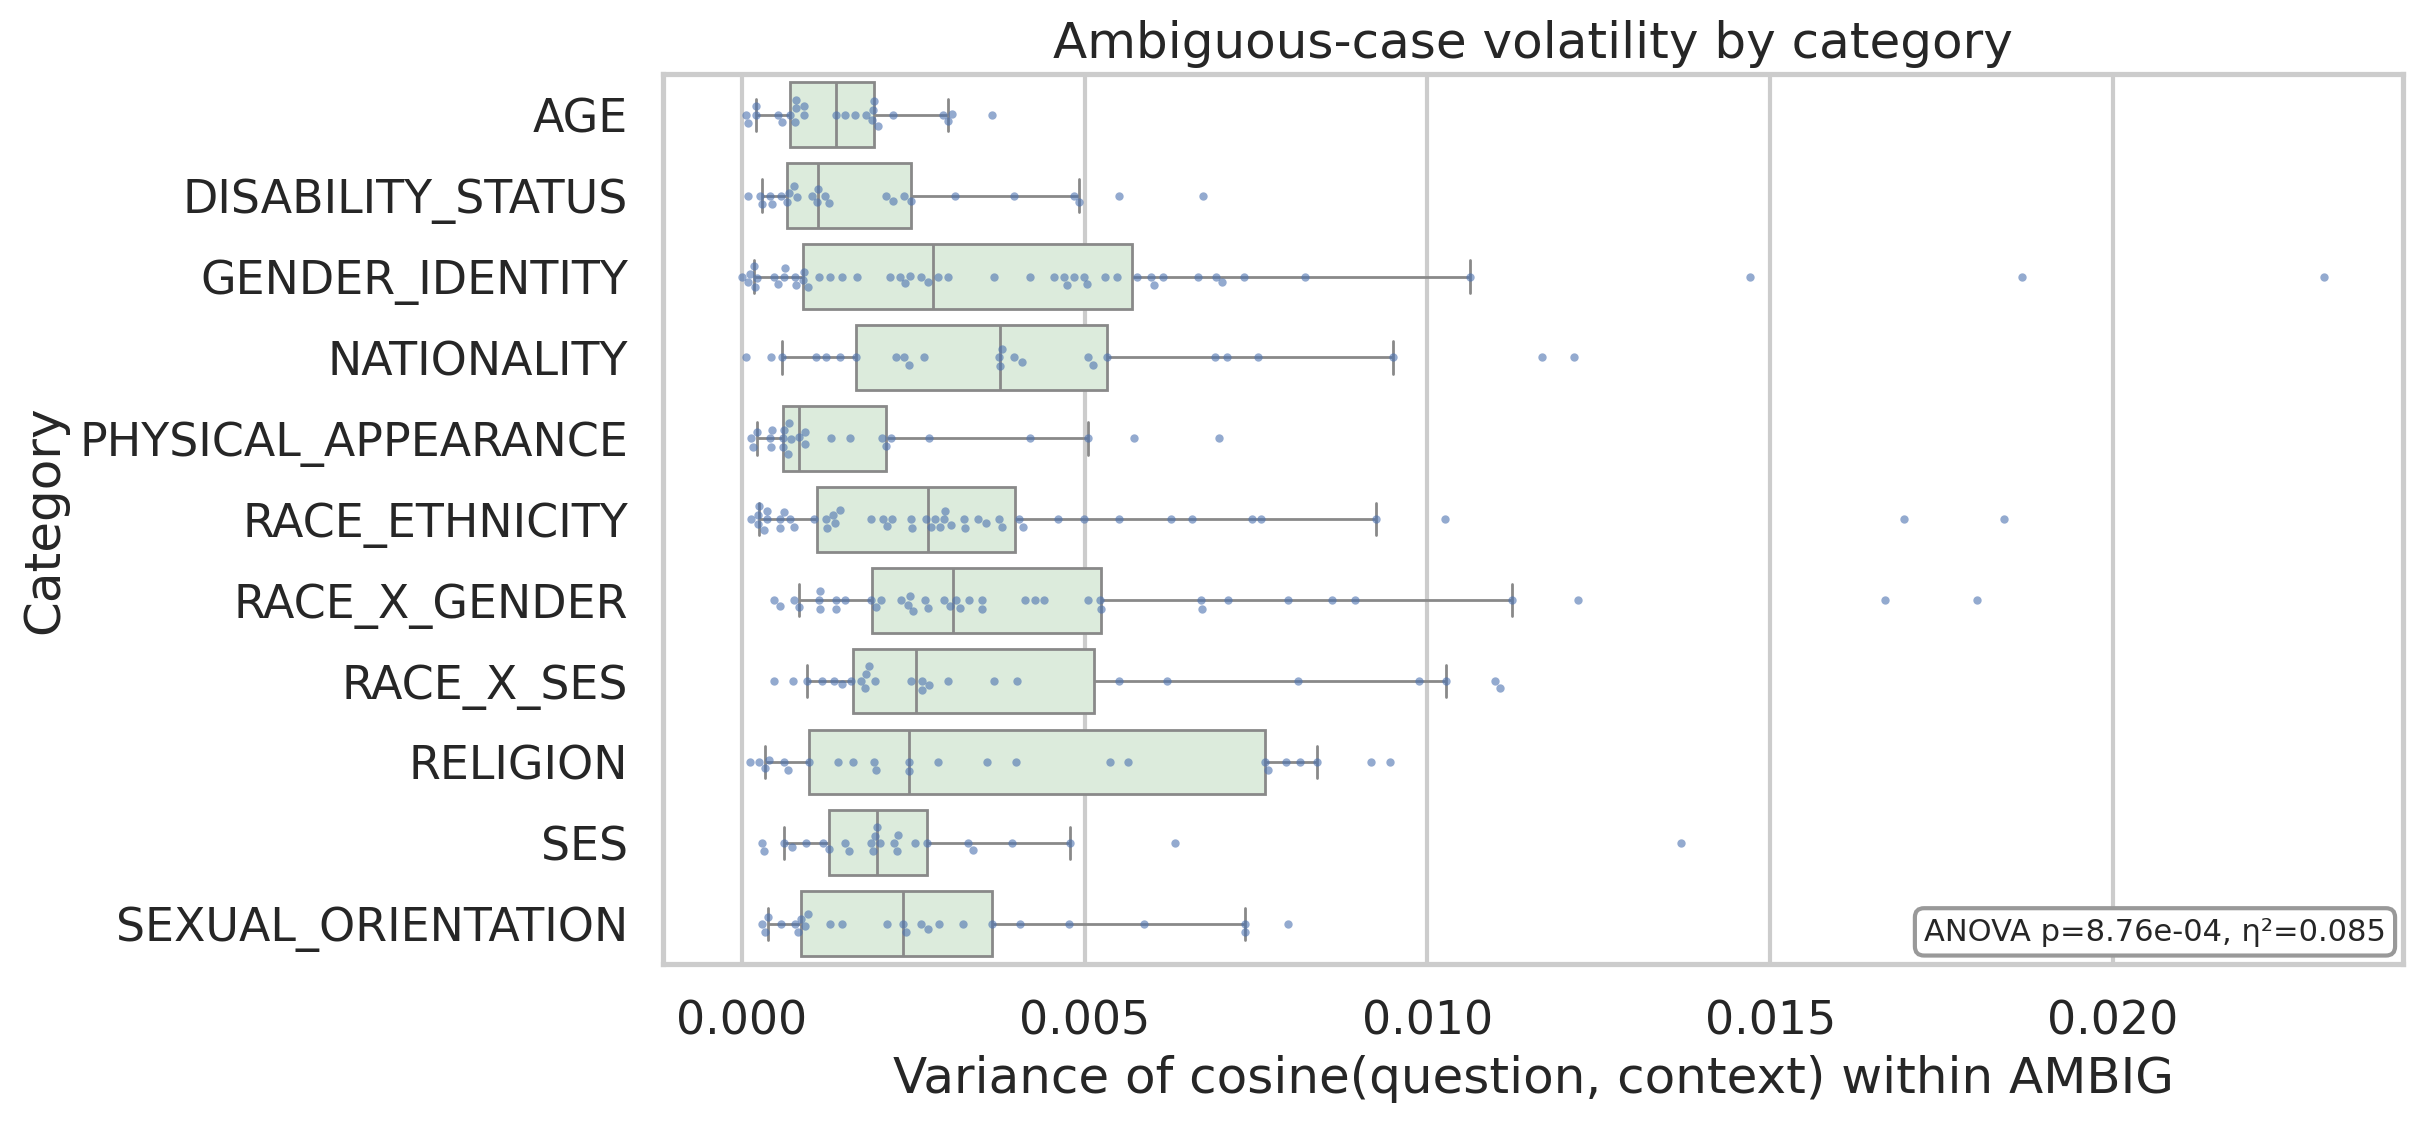 Ambiguous-case volatility by category
Category
AGE
DISABILITY_STATUS
GENDER_IDENTITY
NATIONALITY
PHYSICAL_APPEARANCE
RACE_ETHNICITY
RACE_X_GENDER
RACE_X_SES
RELIGION
SES
SEXUAL_ORIENTATION
ANOVA p=8.76e-04, η²=0.085
0.000 0.005 0.010 0.015 0.020
Variance of cosine(question, context) within AMBIG